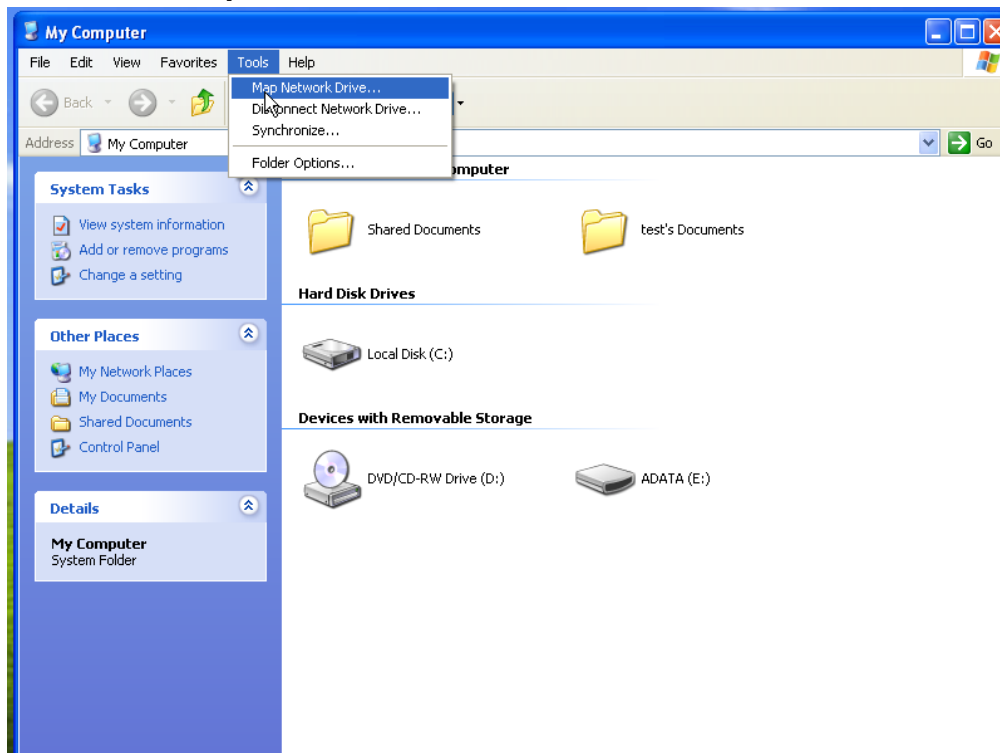 My Computer
File Edit View Favorites Tools Help
Back
Map Network Drive...
Disconnect Network Drive...
Synchronize...
Folder Options...
Address My Computer Go
System Tasks
View system information
Add or remove programs
Change a setting
Other Places
My Network Places
My Documents
Shared Documents
Control Panel
Details
My Computer
System Folder
Shared Documents test's Documents
Hard Disk Drives
Local Disk (C:)
Devices with Removable Storage
DVD/CD-RW Drive (D:) ADATA (E:)